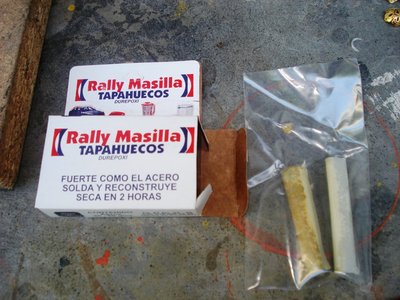 Rally Masilla
TAPAHUECOS
DUREPOXI
Rally Masilla
TAPAHUECOS
DUREPOXI
FUERTE COMO EL ACERO
SOLDA Y RECONSTRUYE
SECA EN 2 HORAS